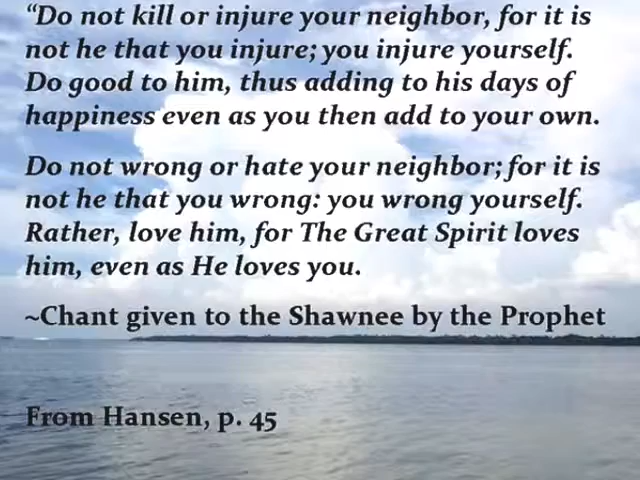 “Do not kill or injure your neighbor, for it is
not he that you injure; you injure yourself.
Do good to him, thus adding to his days of
happiness even as you then add to your own.
Do not wrong or hate your neighbor; for it is
not he that you wrong: you wrong yourself.
Rather, love him, for The Great Spirit loves
him, even as He loves you.
~Chant given to the Shawnee by the Prophet
From Hansen, p. 45